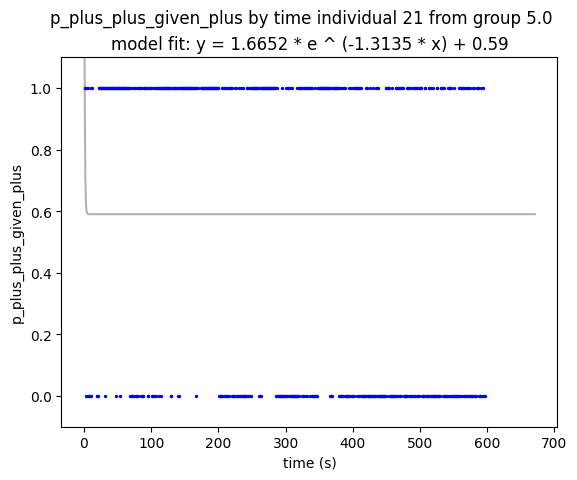 p_plus_plus_given_plus by time individual 21 from group 5.0
model fit: y = 1.6652 * e ^ (-1.3135 * x) + 0.59
1.0
0.8
0.6
0.4
0.2
0.0
p_plus_plus_given_plus
0 100 200 300 400 500 600 700
time (s)